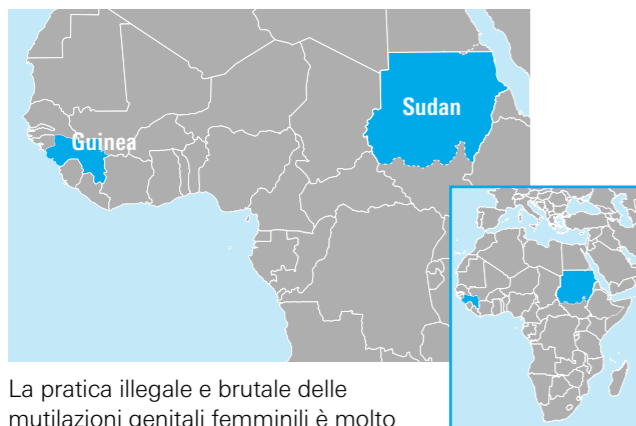 Guinea
Sudan
La pratica illegale e brutale delle
mutilazioni genitali femminili è molto